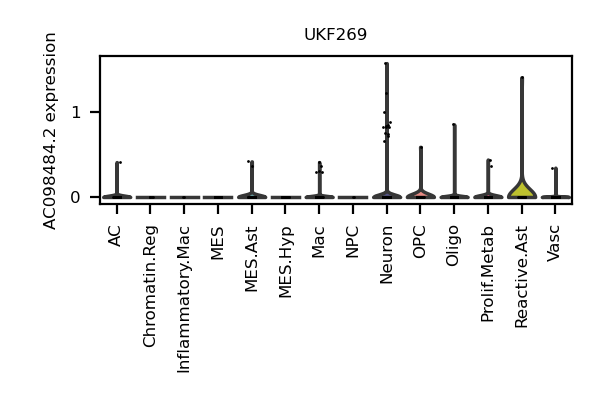 UKF269
AC098484.2 expression
1
0
AC
Chromatin.Reg
Inflammatory.Mac
MES
MES.Ast
MES.Hyp
Mac
NPC
Neuron
OPC
Oligo
Prolif.Metab
Reactive.Ast
Vasc